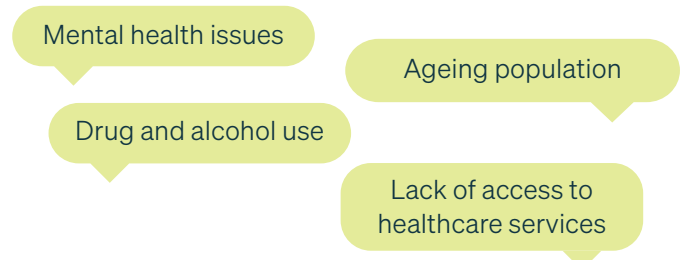 Mental health issues
Ageing population
Drug and alcohol use
Lack of access to
healthcare services